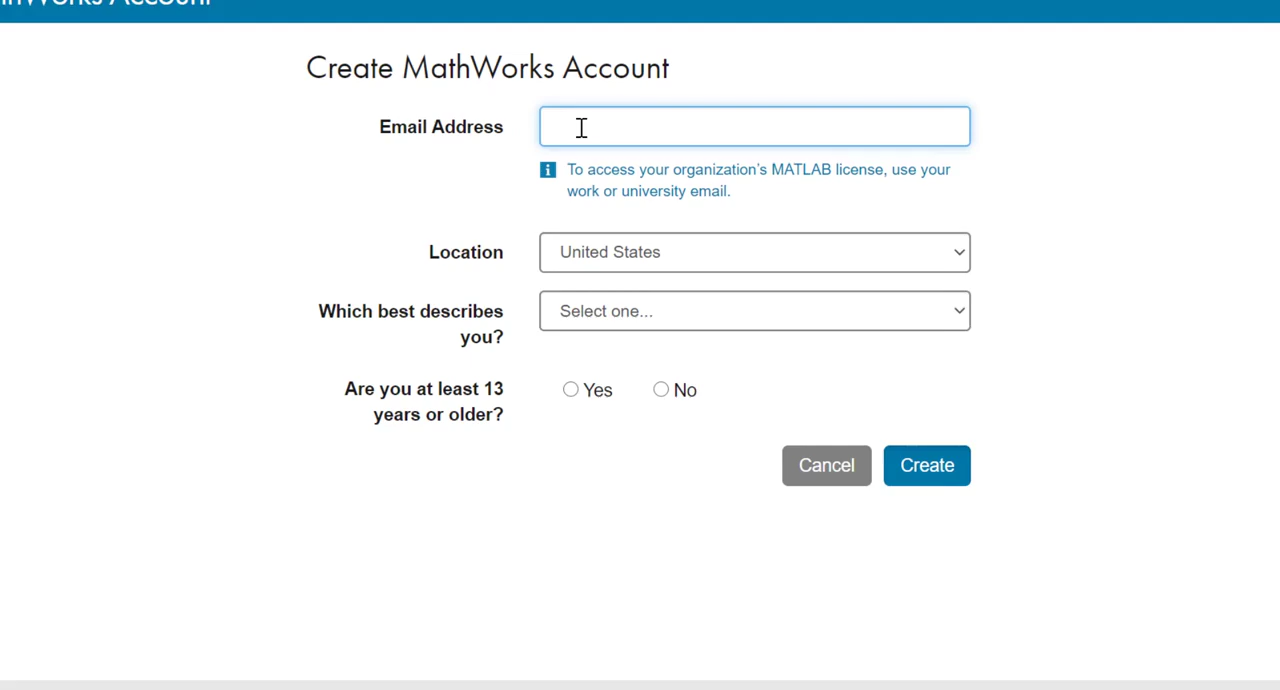 MathWorks Account
Create MathWorks Account
Email Address
i To access your organization's MATLAB license, use your
work or university email.
Location
United States
Which best describes
you?
Select one...
Are you at least 13
years or older?
Yes
No
Cancel
Create